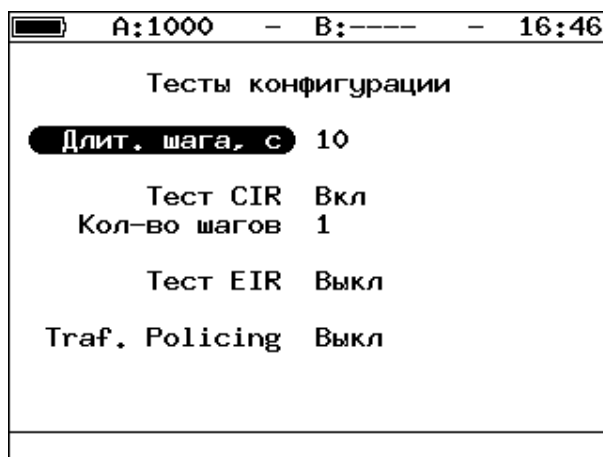 A:1000 – B:---- – 16:46
Тесты конфигурации
Длит. шага, с 10
Тест CIR Вкл
Кол-во шагов 1
Тест EIR Выкл
Traf. Policing Выкл